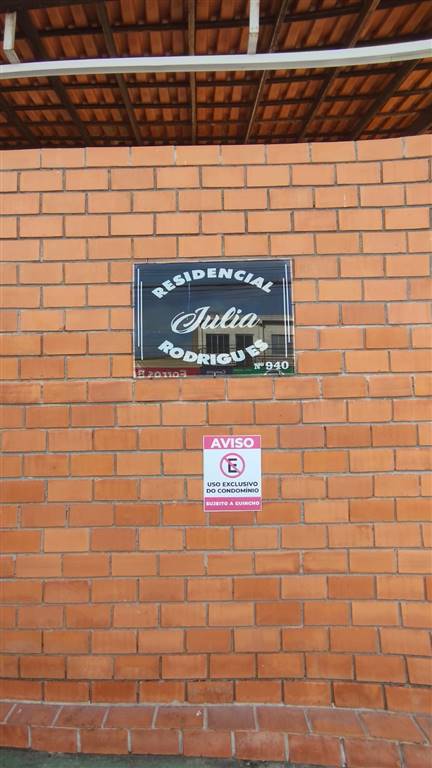 RESIDENCIAL
Julia
RODRIGUES
Nº 940
AVISO
E
USO EXCLUSIVO
DO CONDOMÍNIO
SUJEITO A GUINCHO